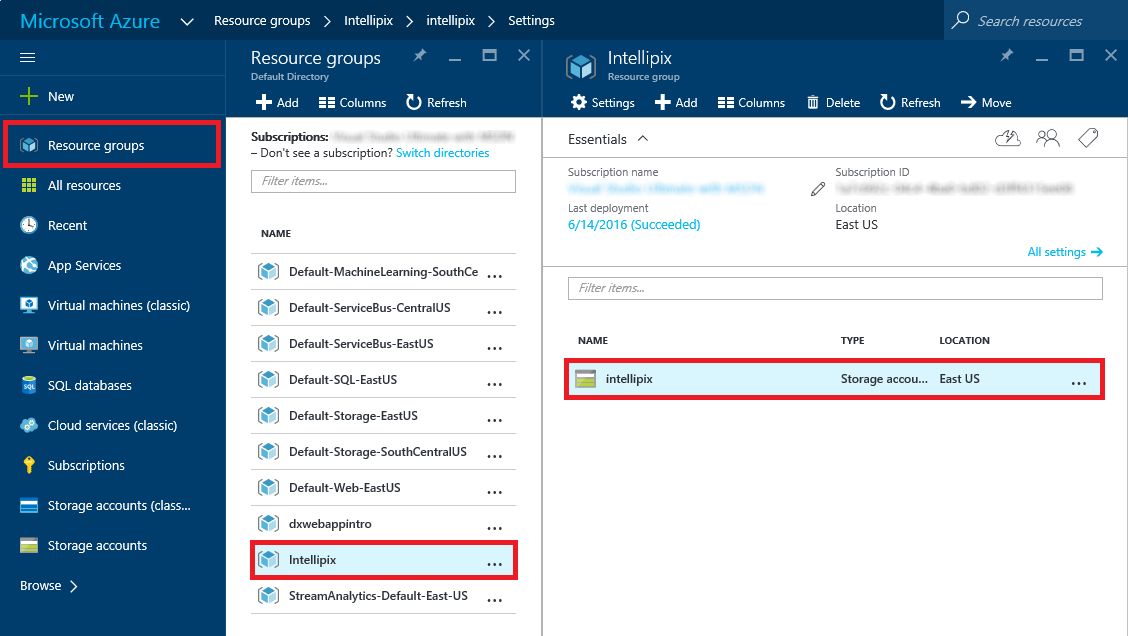 Microsoft Azure
Resource groups > Intellipix > intellipix > Settings
Search resources
New
Resource groups
All resources
Recent
App Services
Virtual machines (classic)
Virtual machines
SQL databases
Cloud services (classic)
Subscriptions
Storage accounts (class...
Storage accounts
Browse >
Resource groups
Default Directory
Add Columns Refresh
Subscriptions:
– Don't see a subscription? Switch directories
Filter items...
NAME
Default-MachineLearning-SouthCe ...
Default-ServiceBus-CentralUS ...
Default-ServiceBus-EastUS ...
Default-SQL-EastUS ...
Default-Storage-EastUS ...
Default-Storage-SouthCentralUS ...
Default-Web-EastUS ...
dxwebappintro ...
Intellipix ...
StreamAnalytics-Default-East-US ...
Intellipix
Resource group
Settings Add Columns Delete Refresh Move
Essentials
Subscription name
Subscription ID
Last deployment
6/14/2016 (Succeeded)
Location
East US
All settings
Filter items...
NAME TYPE LOCATION
intellipix Storage accou... East US ...